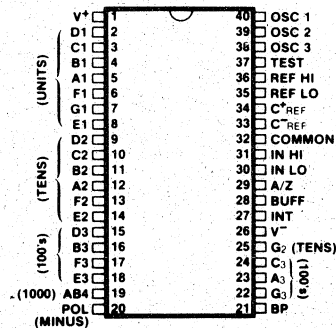 V+ 1 40 OSC 1
D1 2 39 OSC 2
C1 3 38 OSC 3
B1 4 37 TEST
A1 5 36 REF HI
F1 6 35 REF LO
G1 7 34 C+REF
E1 8 33 C-REF
D2 9 32 COMMON
C2 10 31 IN HI
B2 11 30 IN LO
A2 12 29 A/Z
F2 13 28 BUFF
E2 14 27 INT
D3 15 26 V-
B3 16 25 G2 (TENS)
F3 17 24 C3
E3 18 23 A3
(1000) AB4 19 22 G3
POL 20 21 BP
(MINUS)
(UNITS)
(TENS)
(100's)
(100's)